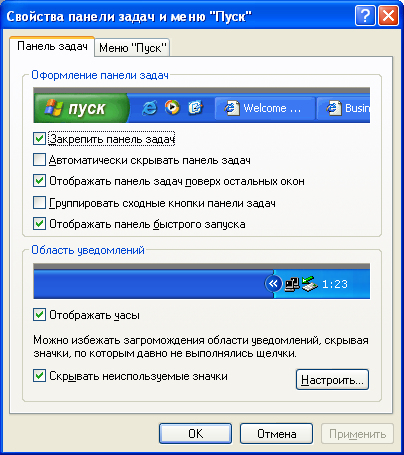 Свойства панели задач и меню "Пуск"
Панель задач
Меню "Пуск"
Оформление панели задач
пуск
Welcome ...
Busin
Закрепить панель задач
Автоматически скрывать панель задач
Отображать панель задач поверх остальных окон
Группировать сходные кнопки панели задач
Отображать панель быстрого запуска
Область уведомлений
1:23
Отображать часы
Можно избежать загромождения области уведомлений, скрывая
значки, по которым давно не выполнялись щелчки.
Скрывать неиспользуемые значки
Настроить...
OK
Отмена
Применить